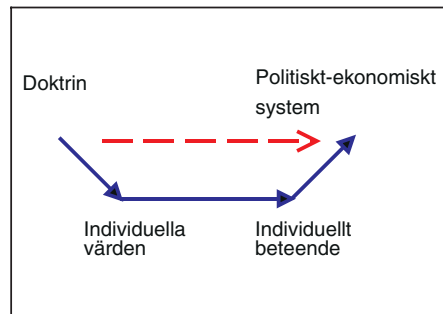 Doktrin
Politiskt-ekonomiskt
system
Individuella
värden
Individuellt
beteende